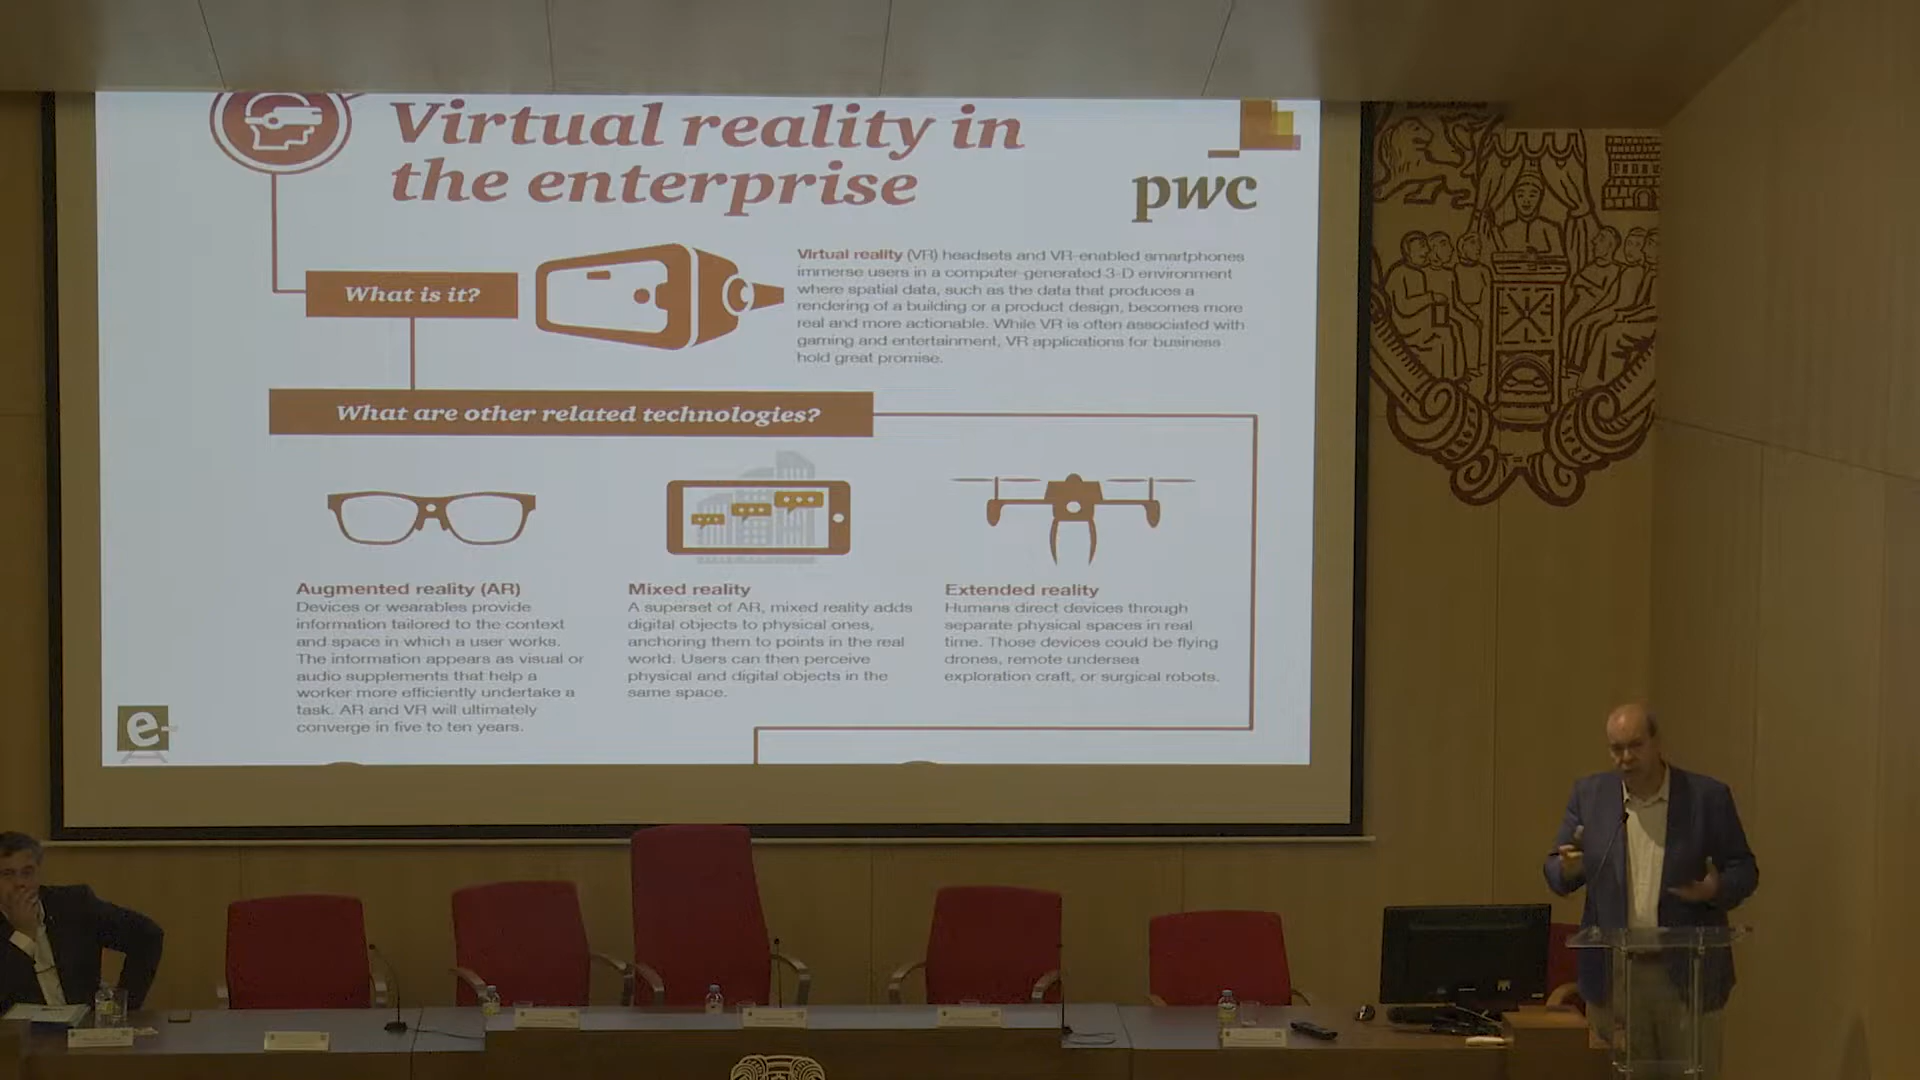 Virtual reality in
the enterprise
pwc
What is it?
Virtual reality (VR) headsets and VR-enabled smartphones
immerse users in a computer-generated 3-D environment
where spatial data, such as the data that produces a
rendering of a building or a product design, becomes more
real and more actionable. While VR is often associated with
gaming and entertainment, VR applications for business
hold great promise.
What are other related technologies?
Augmented reality (AR)
Devices or wearables provide
information tailored to the context
and space in which a user works.
The information appears as visual or
audio supplements that help a
worker more efficiently undertake a
task. AR and VR will ultimately
converge in five to ten years.
Mixed reality
A superset of AR, mixed reality adds
digital objects to physical ones,
anchoring them to points in the real
world. Users can then perceive
physical and digital objects in the
same space.
Extended reality
Humans direct devices through
separate physical spaces in real
time. Those devices could be flying
drones, remote undersea
exploration craft, or surgical robots.
e-